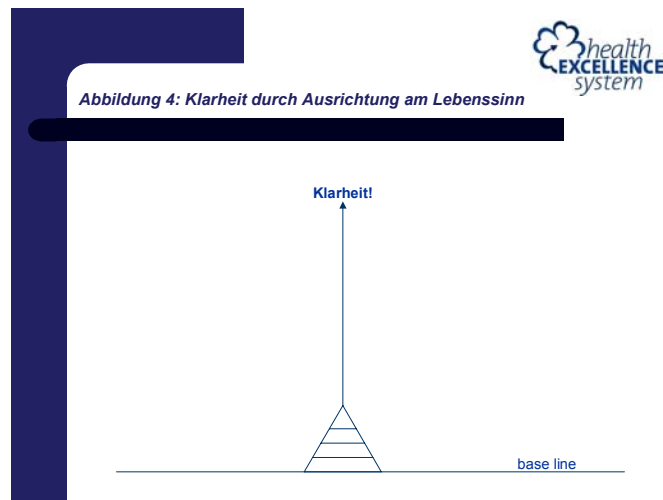 health
EXCELLENCE
system
Abbildung 4: Klarheit durch Ausrichtung am Lebenssinn
Klarheit!
base line